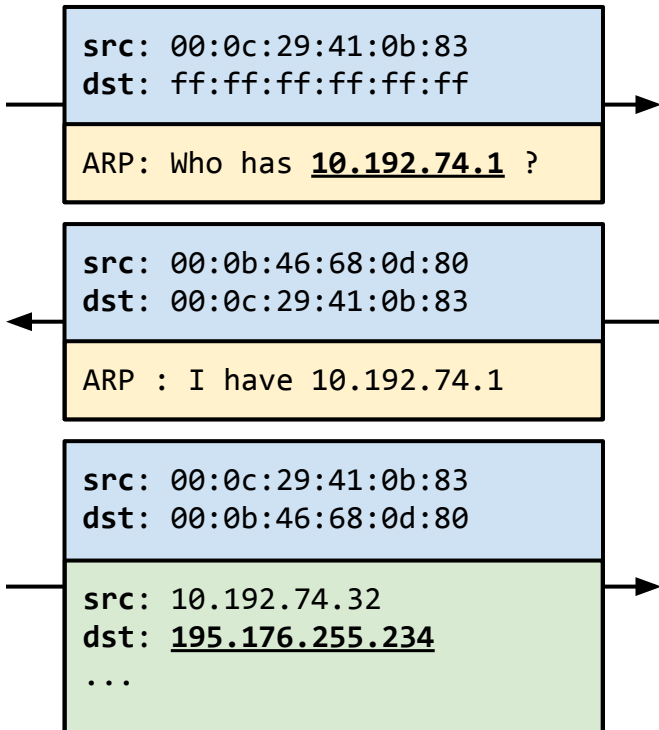 src: 00:0c:29:41:0b:83
dst: ff:ff:ff:ff:ff:ff
ARP: Who has 10.192.74.1 ?
src: 00:0b:46:68:0d:80
dst: 00:0c:29:41:0b:83
ARP : I have 10.192.74.1
src: 00:0c:29:41:0b:83
dst: 00:0b:46:68:0d:80
src: 10.192.74.32
dst: 195.176.255.234
...